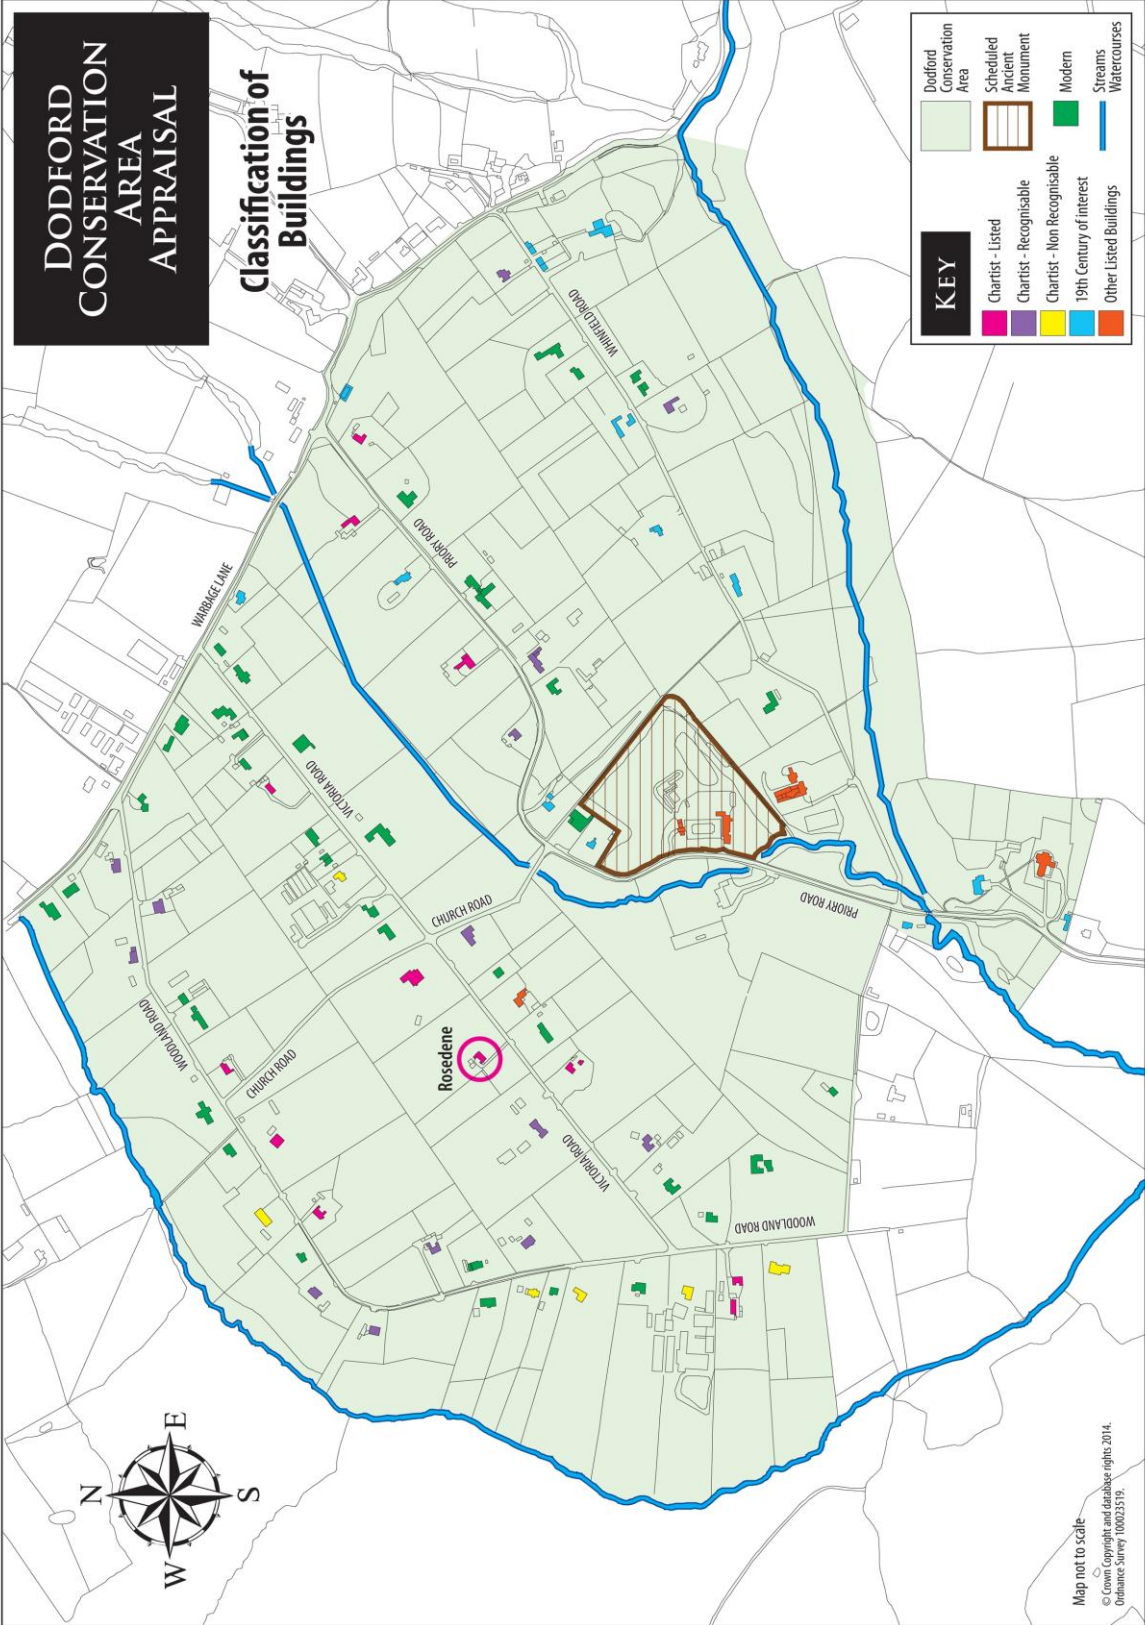 DODFORD
CONSERVATION
AREA
APPRAISAL
Classification of
Buildings
N
E
S
W
WARBAGE LANE
PRIORY ROAD
WHINFIELD ROAD
VICTORIA ROAD
CHURCH ROAD
WOODLAND ROAD
CHURCH ROAD
Rosedene
VICTORIA ROAD
WOODLAND ROAD
PRIORY ROAD
KEY
Chartist - Listed
Chartist - Recognisable
Chartist - Non Recognisable
19th Century of interest
Other Listed Buildings
Dodford
Conservation
Area
Scheduled
Ancient
Monument
Modern
Streams
Watercourses
Map not to scale
© Crown Copyright and database rights 2014.
Ordnance Survey 100023519.